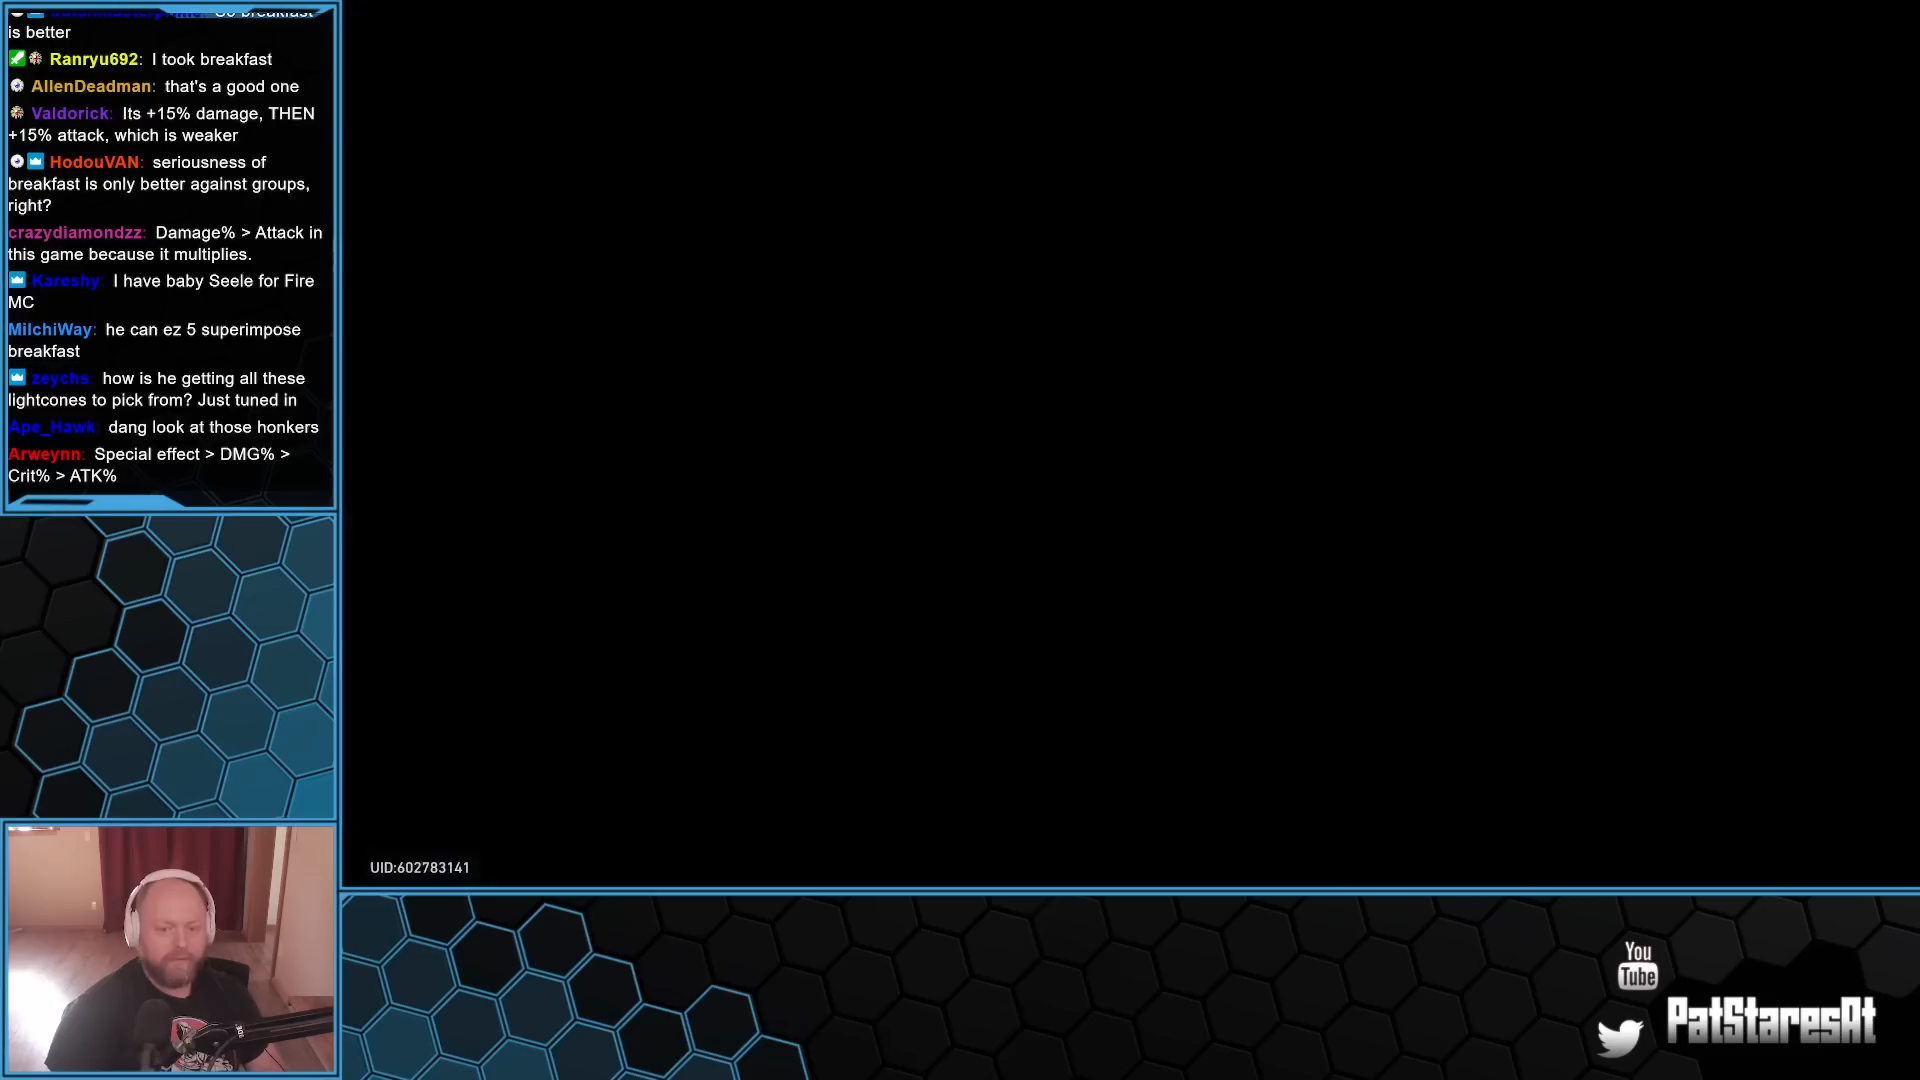 So breakfast
is better
Ranryu692: I took breakfast
AllenDeadman: that's a good one
Valdorick: Its +15% damage, THEN
+15% attack, which is weaker
HodouVAN: seriousness of
breakfast is only better against groups,
right?
crazydiamondzz: Damage% > Attack in
this game because it multiplies.
Kareshy: I have baby Seele for Fire
MC
MilchiWay: he can ez 5 superimpose
breakfast
zeychs: how is he getting all these
lightcones to pick from? Just tuned in
Ape_Hawk: dang look at those honkers
Arweynn: Special effect > DMG% >
Crit% > ATK%
UID:602783141
You
Tube
PatStaresAt